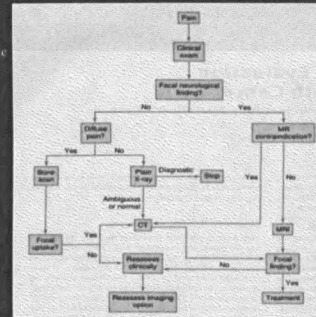 Pain
Clinical
exam
Focal neurological
finding?
No
Yes
Diffuse
pain?
MR
contraindication?
Yes
No
Bone
scan
Plain
X-ray
Diagnostic
Stop
Yes
No
Ambiguous
or normal
CT
MRI
Focal
uptake?
Yes
No
Reassess
clinically
No
Focal
finding?
Yes
Reassess imaging
option
Treatment